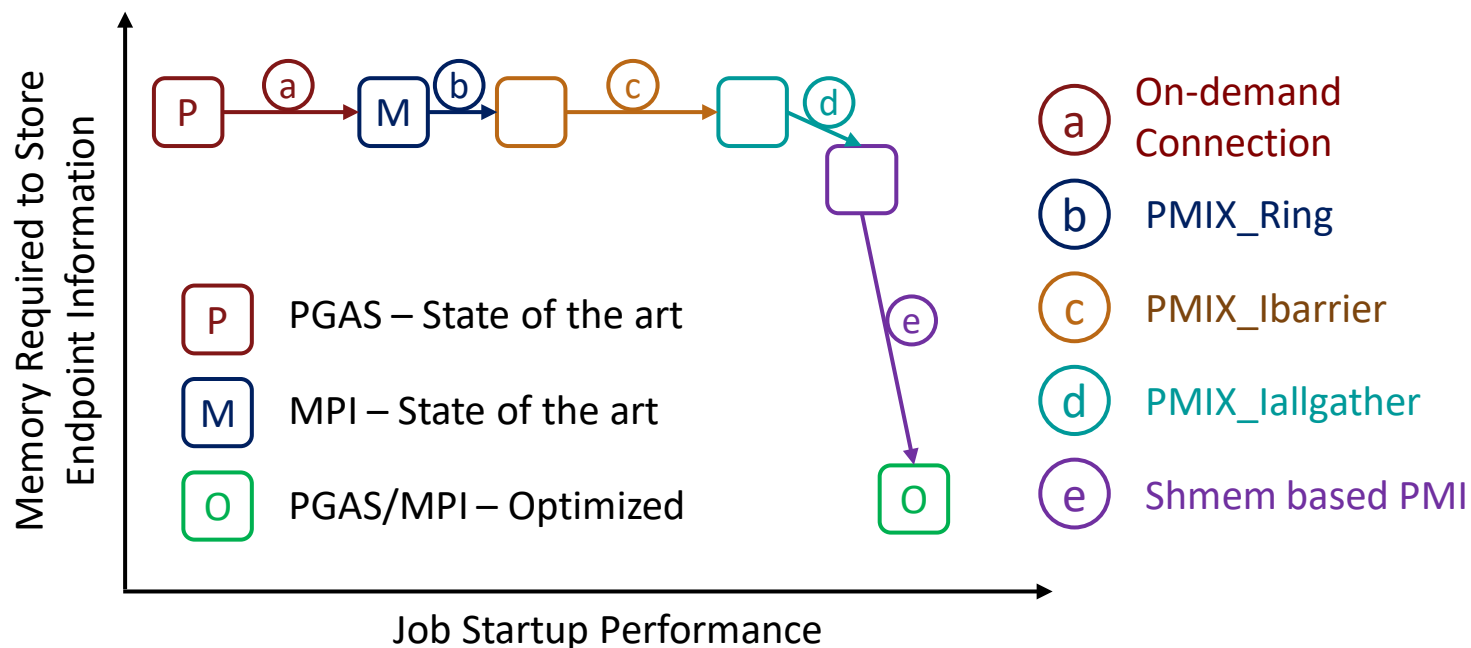 Memory Required to Store
Endpoint Information
P
a
M
b
c
d
e
P
PGAS – State of the art
M
MPI – State of the art
O
PGAS/MPI – Optimized
O
Job Startup Performance
a
On-demand
Connection
b
PMIX_Ring
c
PMIX_Ibarrier
d
PMIX_Iallgather
e
Shmem based PMI